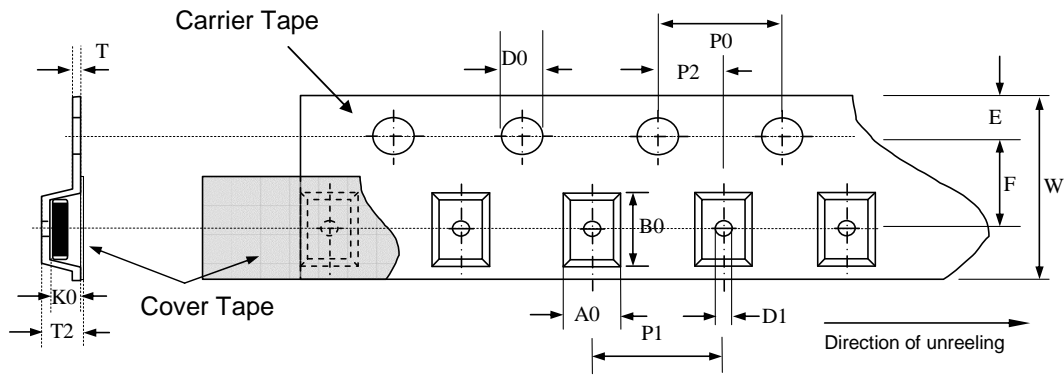 Carrier Tape
T
D0
P0
P2
E
F
W
B0
K0
Cover Tape
T2
A0
P1
D1
Direction of unreeling